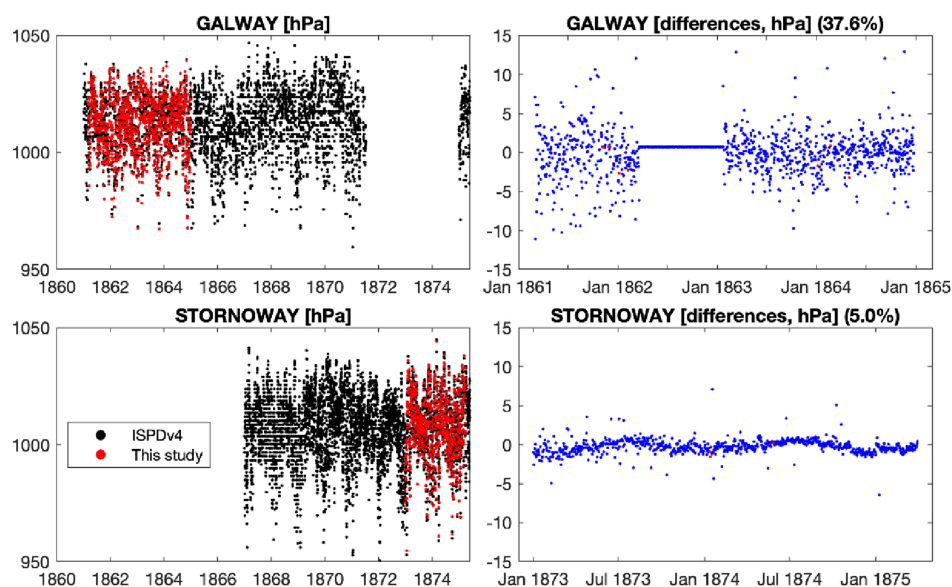 GALWAY [hPa]
1050
1000
950
1860 1862 1864 1866 1868 1870 1872 1874
GALWAY [differences, hPa] (37.6%)
15
10
5
0
-5
-10
-15
Jan 1861 Jan 1862 Jan 1863 Jan 1864 Jan 1865
STORNOWAY [hPa]
1050
1000
950
ISPDv4
This study
1860 1862 1864 1866 1868 1870 1872 1874
STORNOWAY [differences, hPa] (5.0%)
15
10
5
0
-5
-10
-15
Jan 1873 Jul 1873 Jan 1874 Jul 1874 Jan 1875